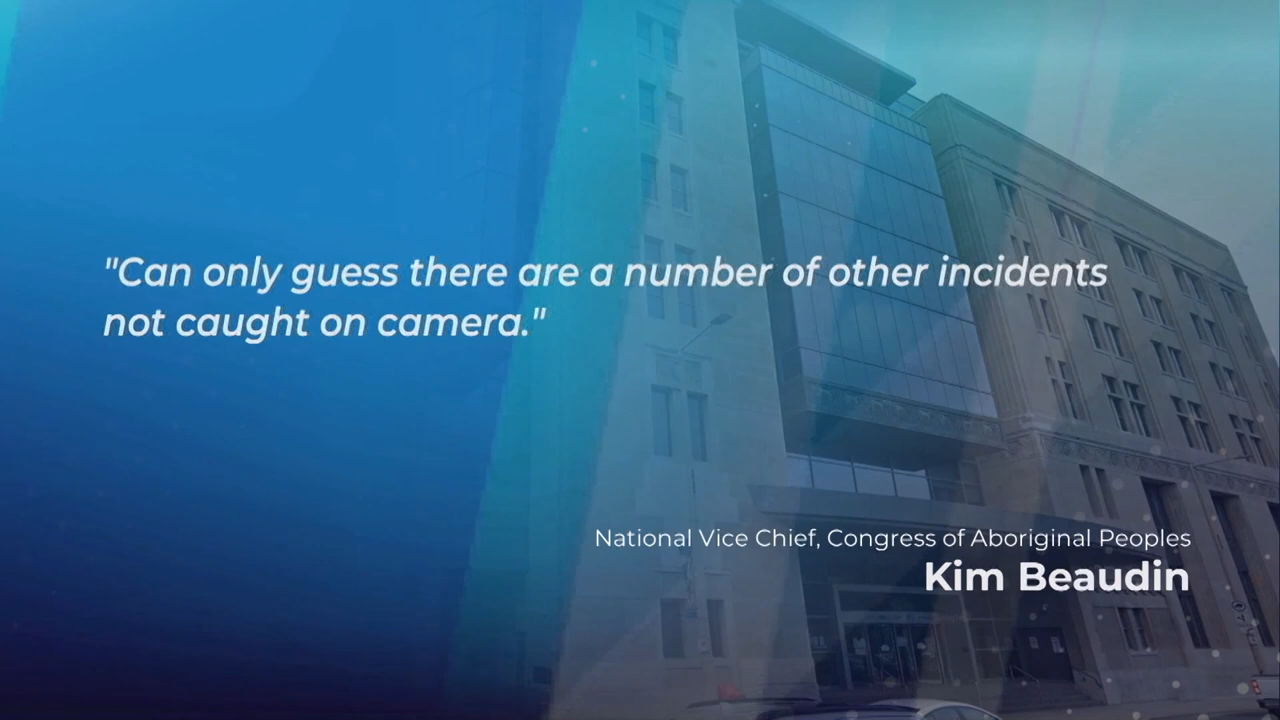 "Can only guess there are a number of other incidents
not caught on camera."
National Vice Chief, Congress of Aboriginal Peoples
Kim Beaudin